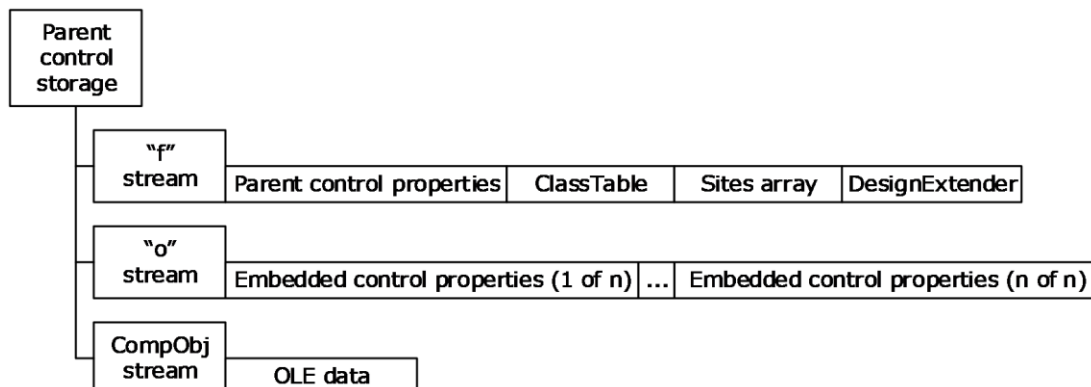 Parent
control
storage
“f”
stream
Parent control properties
ClassTable
Sites array
DesignExtender
“o”
stream
Embedded control properties (1 of n)
...
Embedded control properties (n of n)
CompObj
stream
OLE data